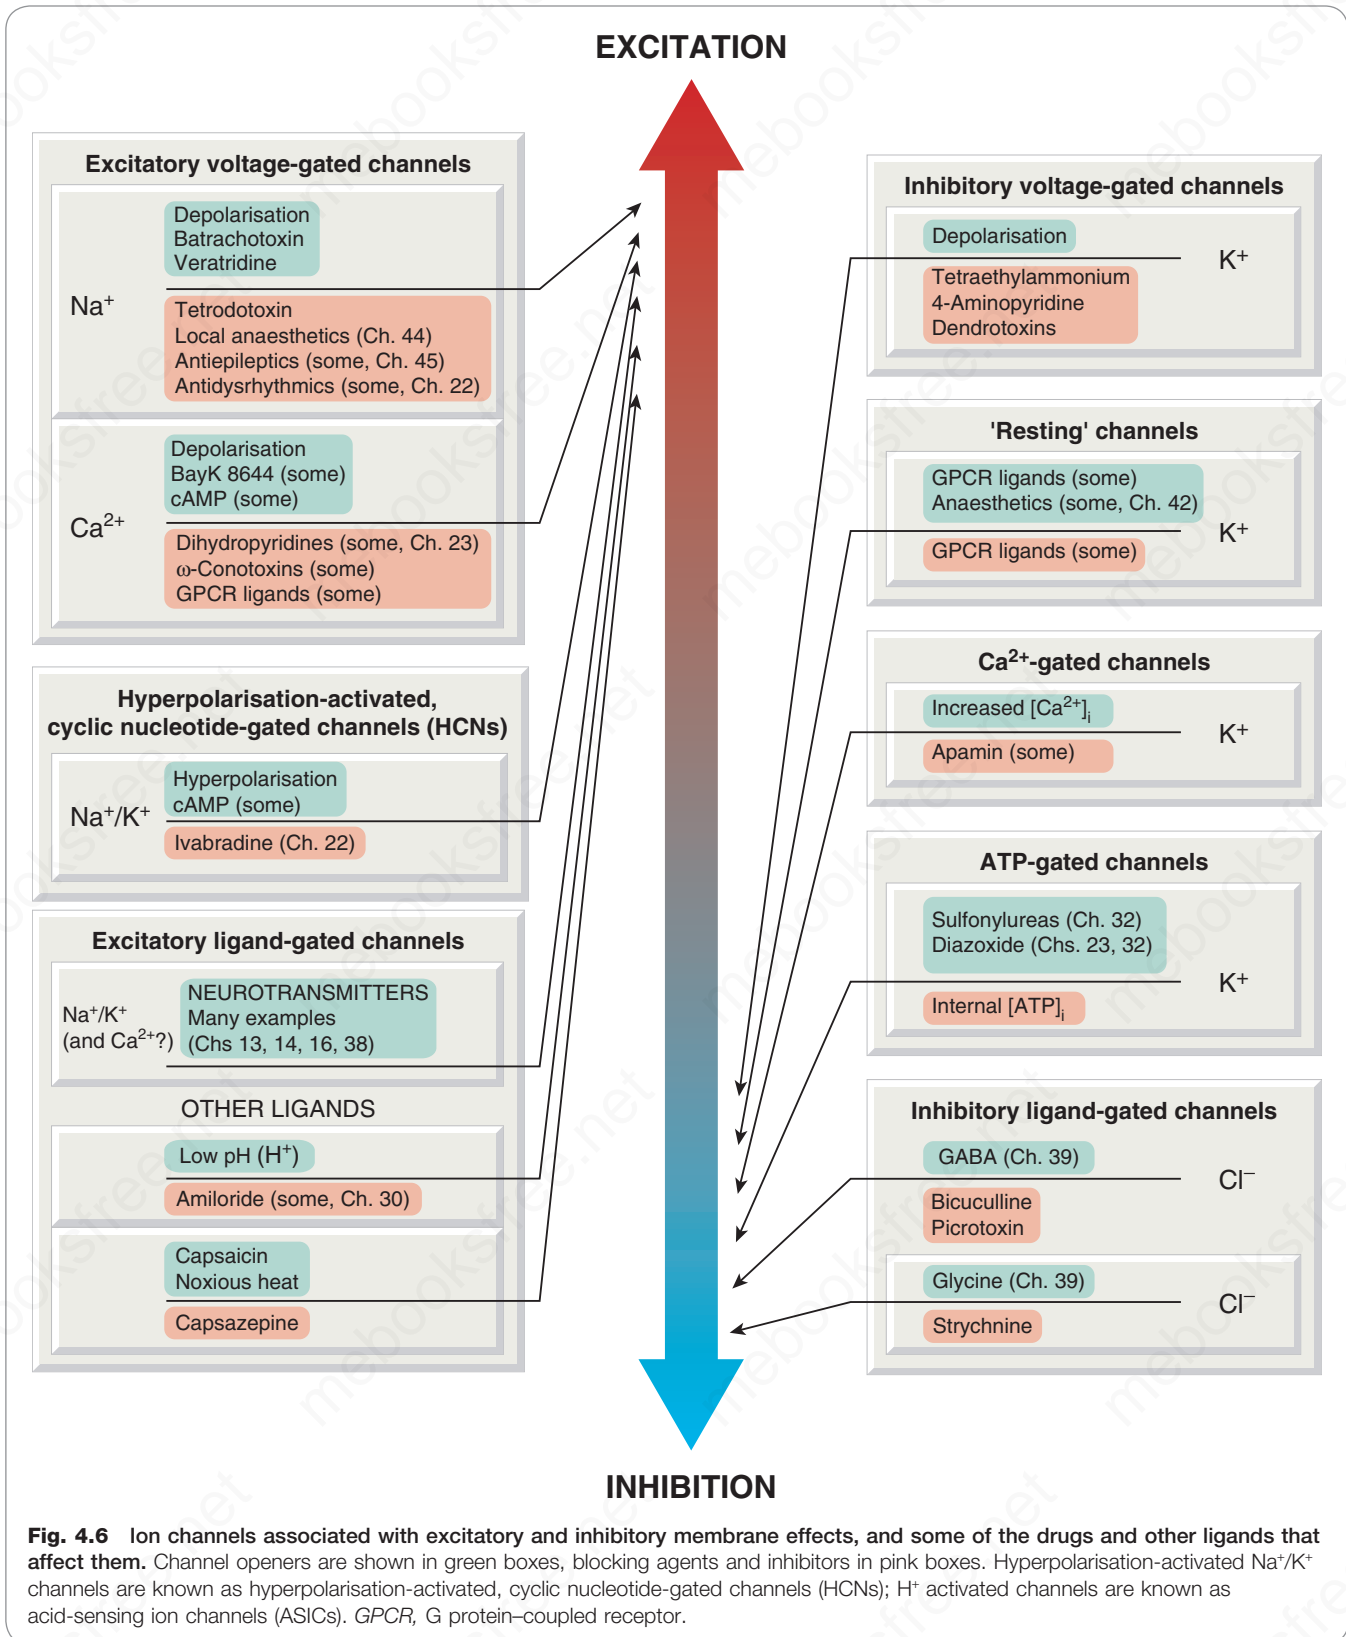 EXCITATION
Excitatory voltage-gated channels
Na⁺
Depolarisation
Batrachotoxin
Veratridine
Tetrodotoxin
Local anaesthetics (Ch. 44)
Antiepileptics (some, Ch. 45)
Antidysrhythmics (some, Ch. 22)
Ca²⁺
Depolarisation
BayK 8644 (some)
cAMP (some)
Dihydropyridines (some, Ch. 23)
ω-Conotoxins (some)
GPCR ligands (some)
Hyperpolarisation-activated,
cyclic nucleotide-gated channels (HCNs)
Na⁺/K⁺
Hyperpolarisation
cAMP (some)
Ivabradine (Ch. 22)
Excitatory ligand-gated channels
Na⁺/K⁺
(and Ca²⁺?)
NEUROTRANSMITTERS
Many examples
(Chs 13, 14, 16, 38)
OTHER LIGANDS
Low pH (H⁺)
Amiloride (some, Ch. 30)
Capsaicin
Noxious heat
Capsazepine
Inhibitory voltage-gated channels
Depolarisation
K⁺
Tetraethylammonium
4-Aminopyridine
Dendrotoxins
'Resting' channels
GPCR ligands (some)
Anaesthetics (some, Ch. 42)
K⁺
GPCR ligands (some)
Ca²⁺-gated channels
Increased [Ca²⁺]ᵢ
K⁺
Apamin (some)
ATP-gated channels
Sulfonylureas (Ch. 32)
Diazoxide (Chs. 23, 32)
K⁺
Internal [ATP]ᵢ
Inhibitory ligand-gated channels
GABA (Ch. 39)
Cl⁻
Bicuculline
Picrotoxin
Glycine (Ch. 39)
Cl⁻
Strychnine
INHIBITION
Fig. 4.6 Ion channels associated with excitatory and inhibitory membrane effects, and some of the drugs and other ligands that
affect them. Channel openers are shown in green boxes, blocking agents and inhibitors in pink boxes. Hyperpolarisation-activated Na⁺/K⁺
channels are known as hyperpolarisation-activated, cyclic nucleotide-gated channels (HCNs); H⁺ activated channels are known as
acid-sensing ion channels (ASICs). GPCR, G protein–coupled receptor.
mebooksfree.net